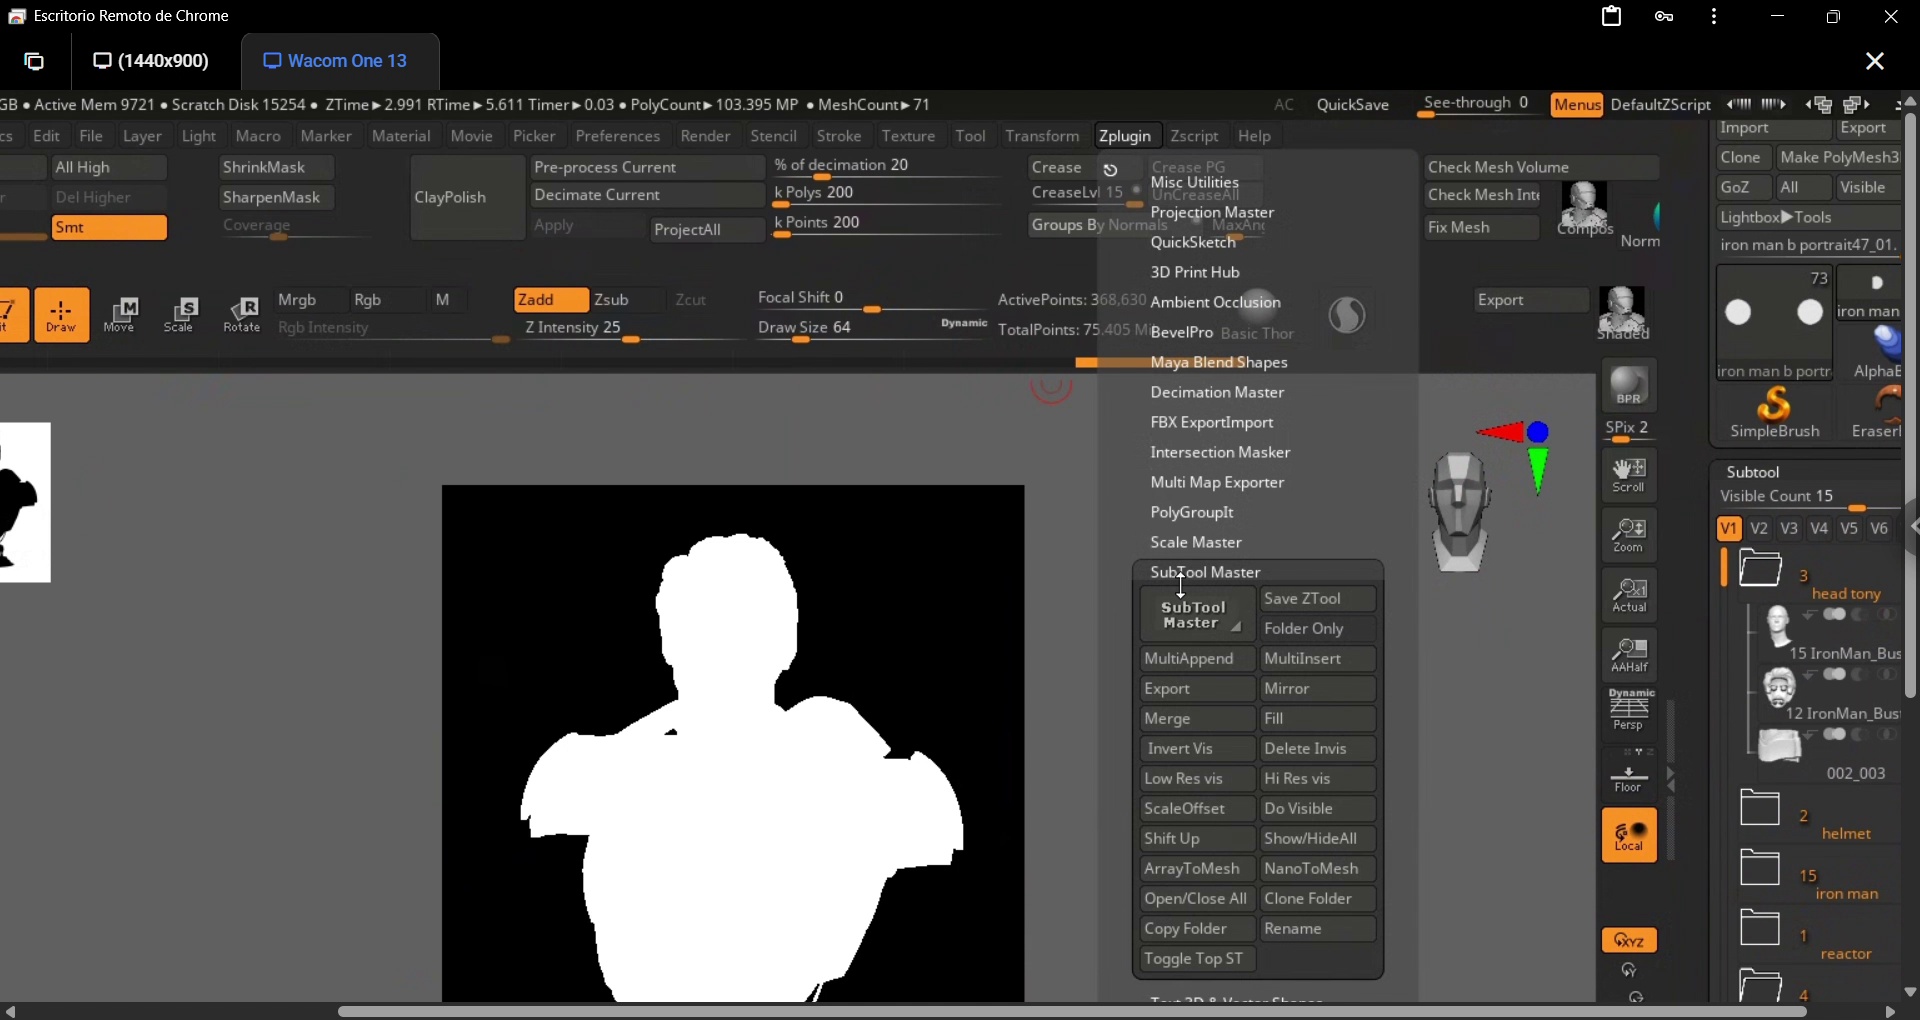 Escritorio Remoto de Chrome
(1440x900)
Wacom One 13
GB • Active Mem 9721 • Scratch Disk 15254 • ZTime▶2.991 RTime▶5.611 Timer▶0.03 • PolyCount▶103.395 MP • MeshCount▶71
AC QuickSave See-through 0 Menus DefaultZScript
cs Edit File Layer Light Macro Marker Material Movie Picker Preferences Render Stencil Stroke Texture Tool Transform Zplugin Zscript Help
Import Export
Clone Make PolyMesh3
GoZ All Visible
Lightbox▶Tools
iron man b portrait47_01.
73
iron man
iron man b portr
AlphaB
SimpleBrush
Eraser
r
All High
Del Higher
Smt
ShrinkMask
SharpenMask
Coverage
ClayPolish
Pre-process Current
Decimate Current
Apply
ProjectAll
% of decimation 20
k Polys 200
k Points 200
Crease
Crease PG
CreaseLvl 15
UnCreaseAll
Groups By Normals
MaxAng
Check Mesh Volume
Check Mesh Inte
Fix Mesh
Compos
Norm
it
Draw
Move
Scale
Rotate
Mrgb Rgb M
Rgb Intensity
Zadd Zsub Zcut
Z Intensity 25
Focal Shift 0
Draw Size 64
Dynamic
ActivePoints: 368,630
TotalPoints: 75.405 M
Basic Thor
Export
Shaded
Misc Utilities
Projection Master
QuickSketch
3D Print Hub
Ambient Occlusion
BevelPro
Maya Blend Shapes
Decimation Master
FBX ExportImport
Intersection Masker
Multi Map Exporter
PolyGroupIt
Scale Master
SubTool Master
SubTool
Master
Save ZTool
Folder Only
MultiAppend MultiInsert
Export Mirror
Merge Fill
Invert Vis Delete Invis
Low Res vis Hi Res vis
ScaleOffset Do Visible
Shift Up Show/HideAll
ArrayToMesh NanoToMesh
Open/Close All Clone Folder
Copy Folder Rename
Toggle Top ST
Text 3D & Vector Shapes
BPR
SPix 2
Scroll
Zoom
Actual
AAHalf
Dynamic
Persp
Floor
Local
XYZ
Y
Subtool
Visible Count 15
V1 V2 V3 V4 V5 V6
3
head tony
15 IronMan_Bus
12 IronMan_Bus
002_003
2
helmet
15
iron man
1
reactor
4